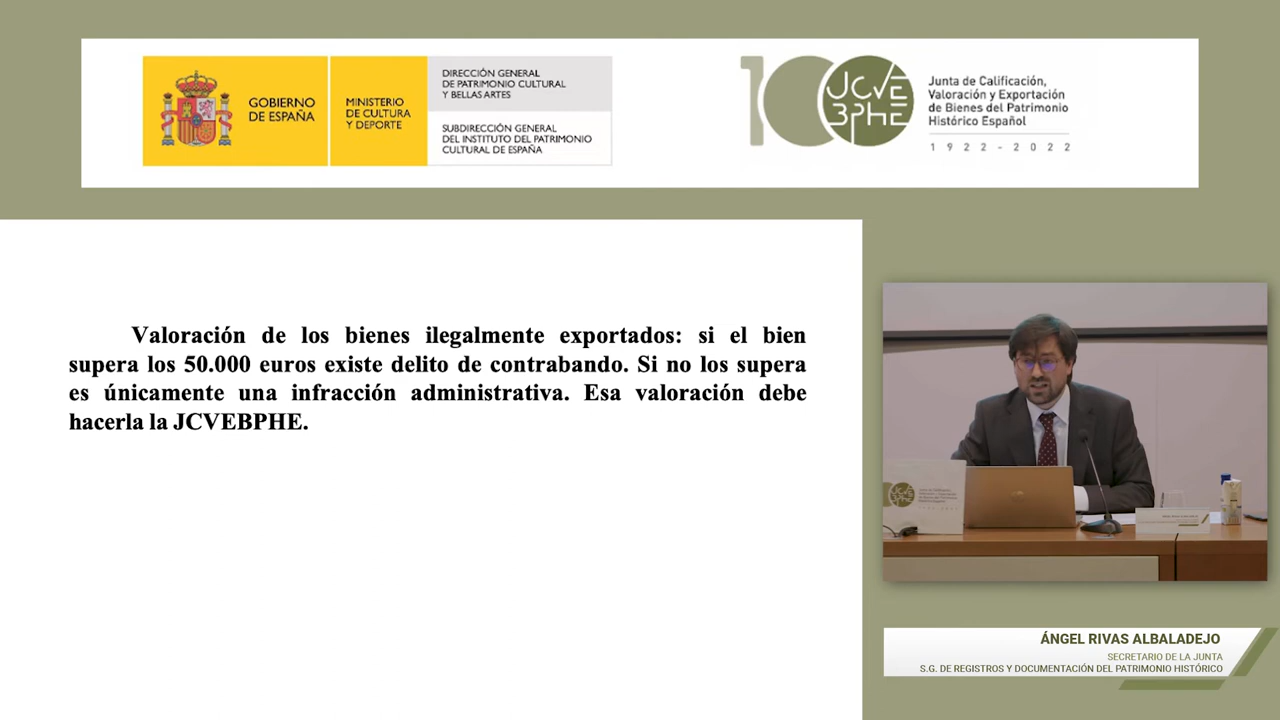 GOBIERNO
DE ESPAÑA
MINISTERIO
DE CULTURA
Y DEPORTE
DIRECCIÓN GENERAL
DE PATRIMONIO CULTURAL
Y BELLAS ARTES
SUBDIRECCIÓN GENERAL
DEL INSTITUTO DEL PATRIMONIO
CULTURAL DE ESPAÑA
100
JCVE
BPHE
Junta de Calificación,
Valoración y Exportación
de Bienes del Patrimonio
Histórico Español
1922-2022
Valoración de los bienes ilegalmente exportados: si el bien
supera los 50.000 euros existe delito de contrabando. Si no los supera
es únicamente una infracción administrativa. Esa valoración debe
hacerla la JCVEBPHE.
ÁNGEL RIVAS ALBALADEJO
SECRETARIO DE LA JUNTA
S.G. DE REGISTROS Y DOCUMENTACIÓN DEL PATRIMONIO HISTÓRICO